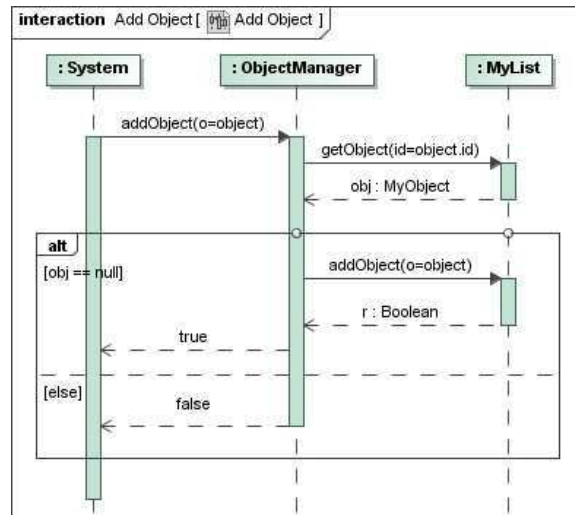 interaction Add Object [ Add Object ]
: System
: ObjectManager
: MyList
addObject(o=object)
getObject(id=object.id)
obj : MyObject
alt
[obj == null]
addObject(o=object)
r : Boolean
true
[else]
false